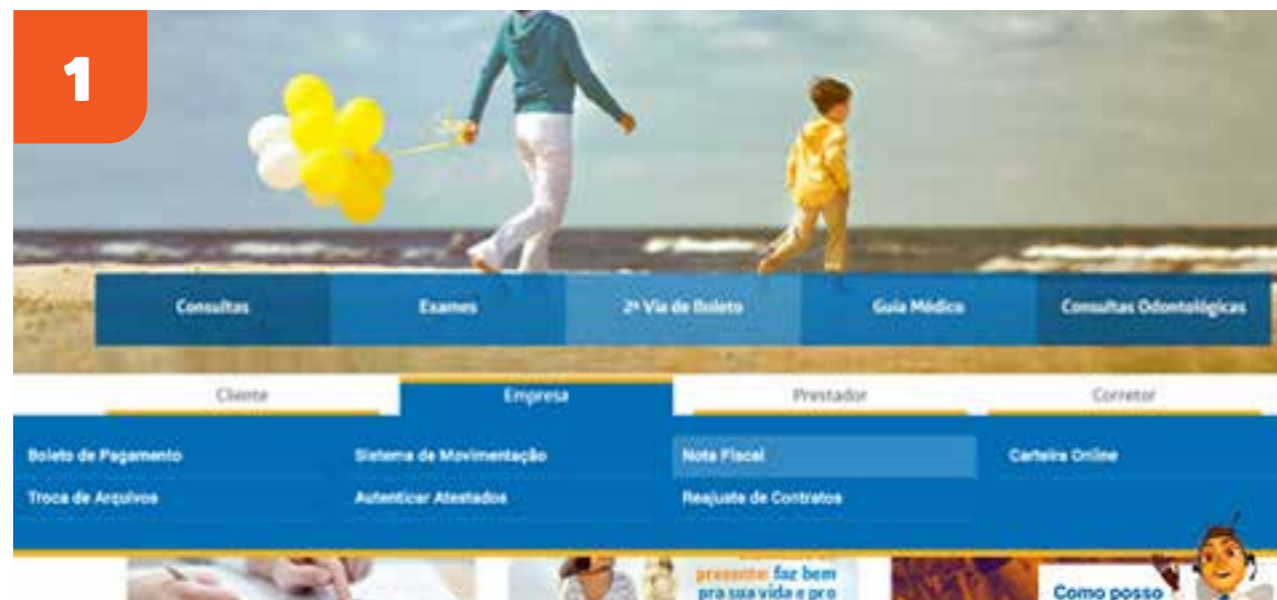 1
Consultas Exames 2ª Via de Boleto Guia Médico Consultas Odontológicas
Cliente Empresa Prestador Corretor
Boleto de Pagamento Sistema de Movimentação Nota Fiscal Carteira Online
Troca de Arquivos Autenticar Atestados Reajuste de Contratos
presente faz bem
pra sua vida e pro
Como posso